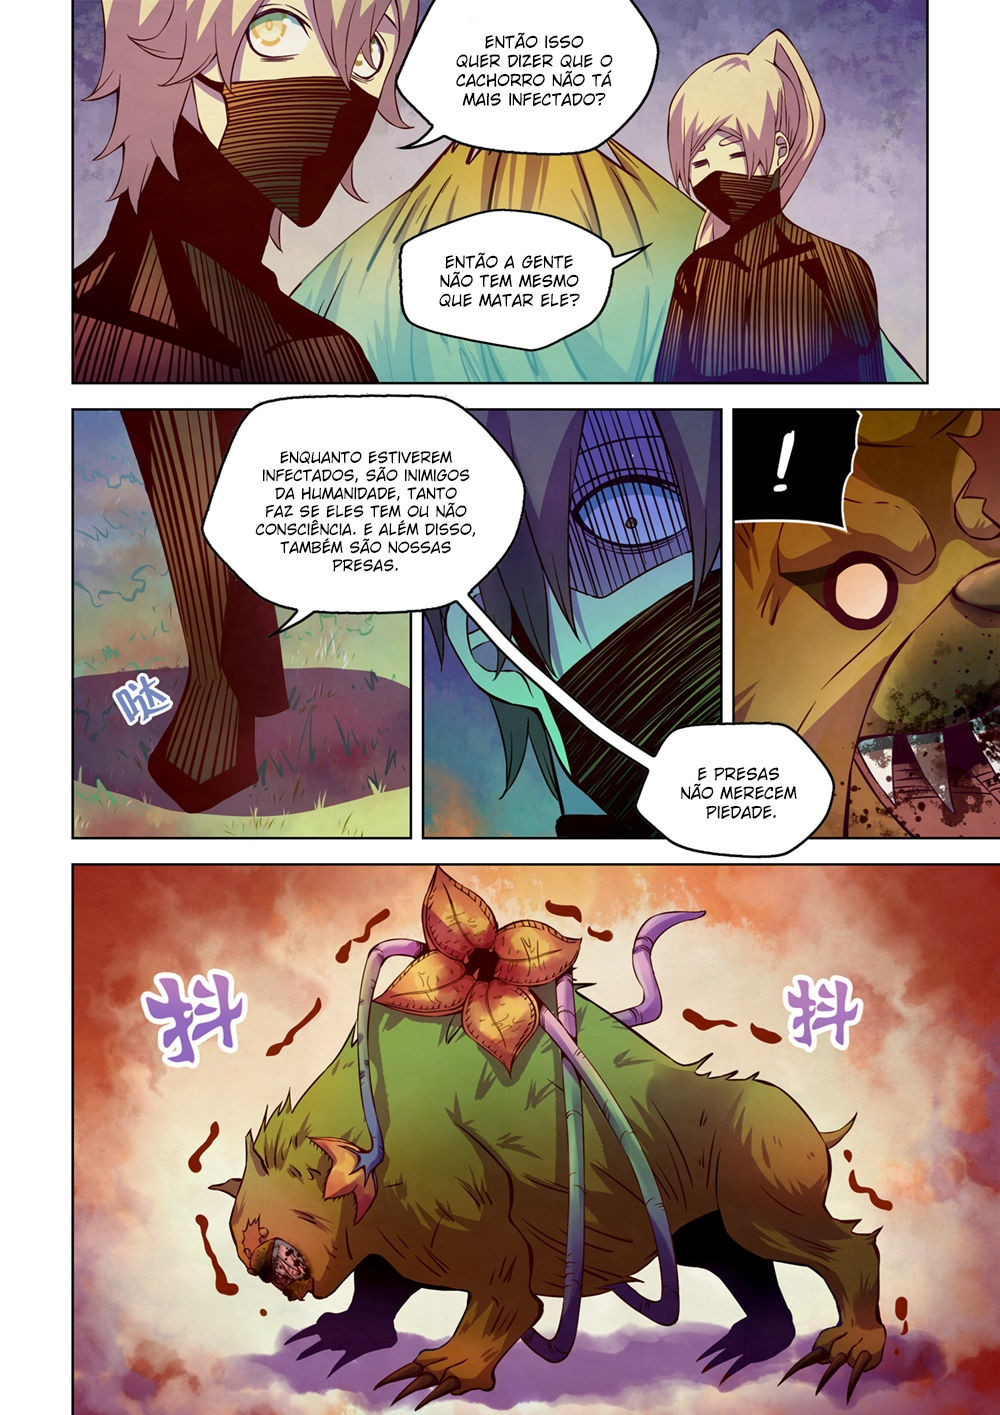 ENTÃO ISSO
QUER DIZER QUE O
CACHORRO NÃO TÁ
MAIS INFECTADO?
ENTÃO A GENTE
NÃO TEM MESMO
QUE MATAR ELE?
ENQUANTO ESTIVEREM
INFECTADOS, SÃO INIMIGOS
DA HUMANIDADE, TANTO
FAZ SE ELES TEM OU NÃO
CONSCIÊNCIA. E ALÉM DISSO,
TAMBÉM SÃO NOSSAS
PRESAS.
!
哒
E PRESAS
NÃO MERECEM
PIEDADE.
抖
抖